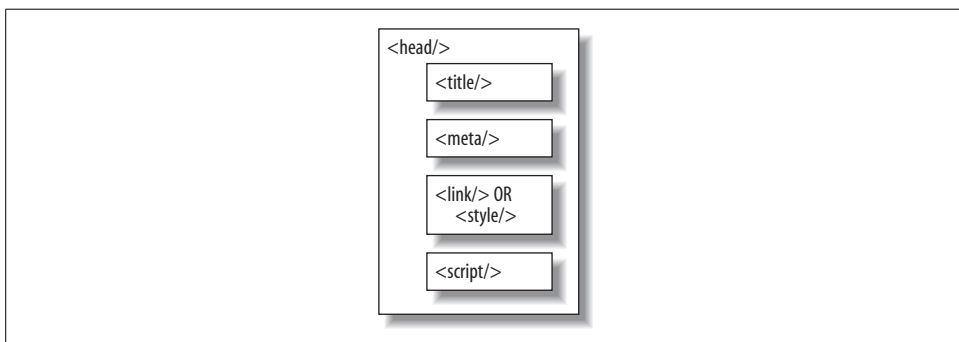 <head/>
<title/>
<meta/>
<link/> OR
<style/>
<script/>